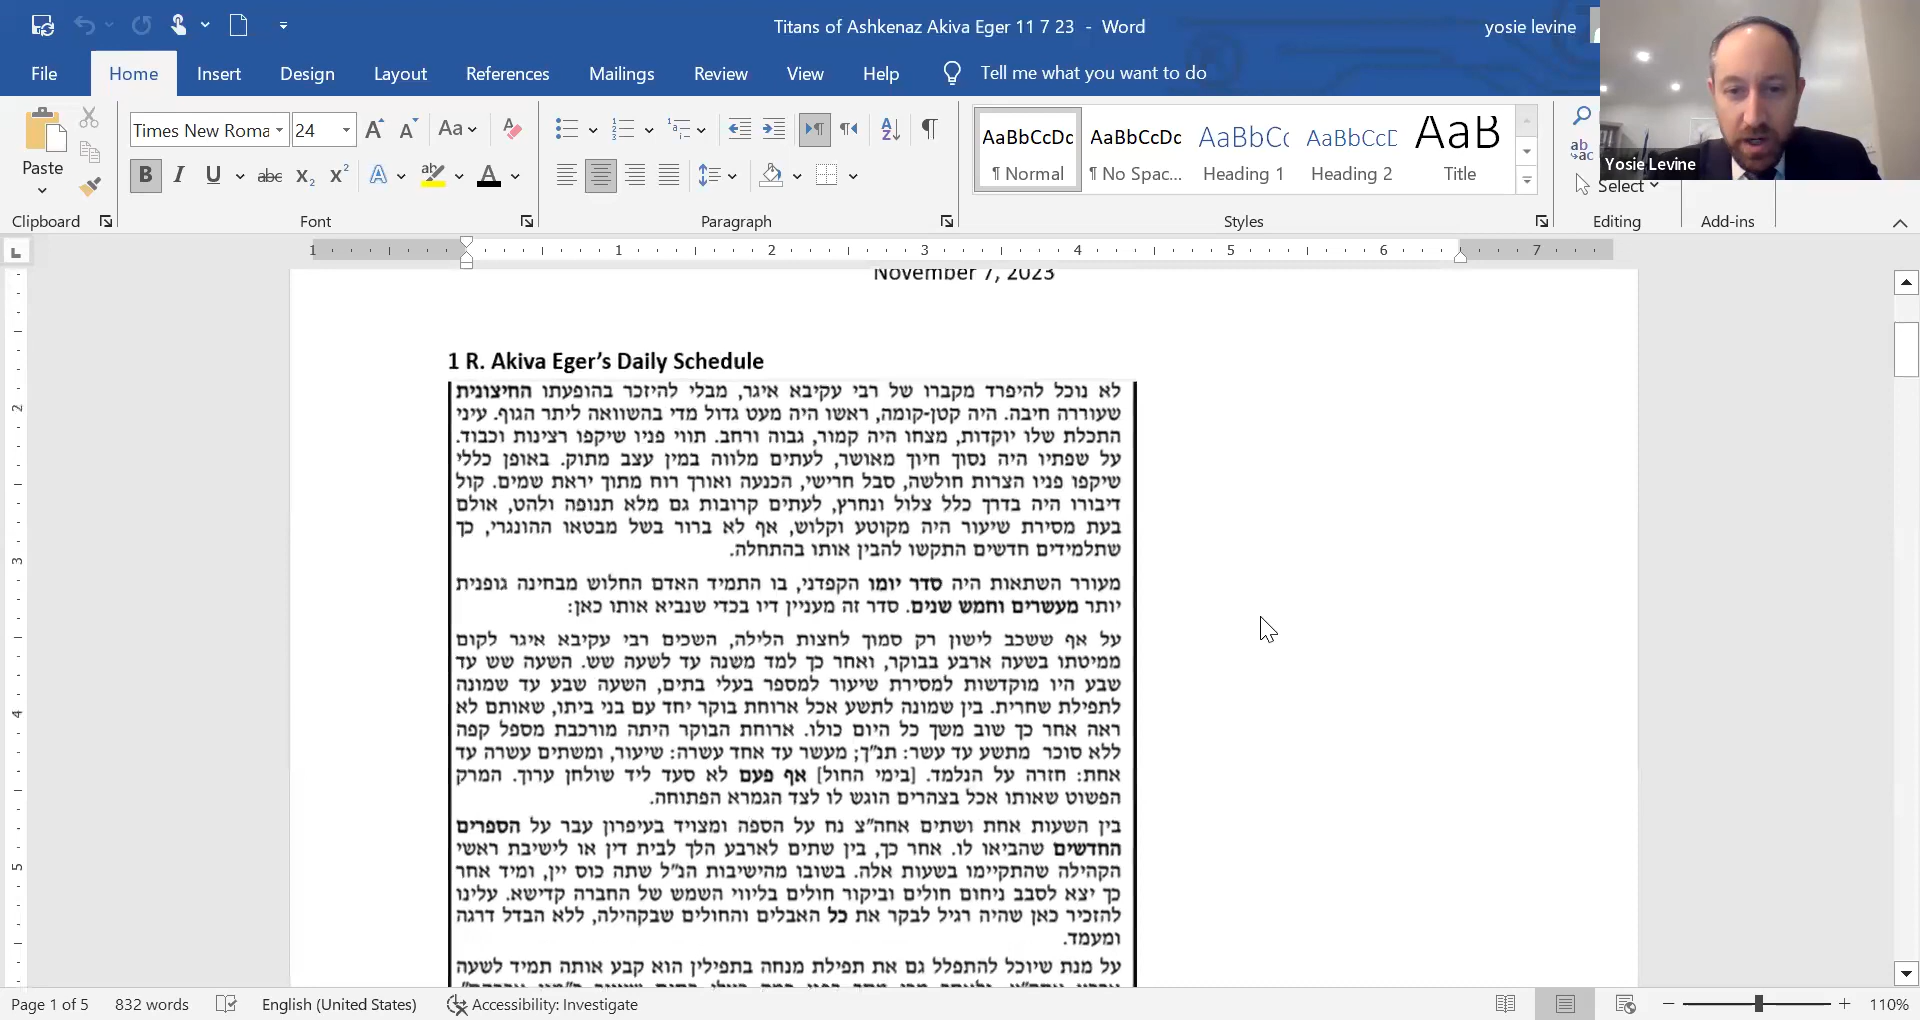 Titans of Ashkenaz Akiva Eger 11 7 23 - Word
yosie levine
File
Home
Insert
Design
Layout
References
Mailings
Review
View
Help
Tell me what you want to do
Yosie Levine
Paste
Times New Roma
24
Aa
AaBbCcDc
AaBbCcDc
AaBbCc
AaBbCcD
AaB
¶ Normal
¶ No Spac...
Heading 1
Heading 2
Title
Select
Clipboard
Font
Paragraph
Styles
Editing
Add-ins
1 1 2 3 4 5 6 7
November 7, 2023
1 R. Akiva Eger's Daily Schedule
לא נוכל להיפרד מקברו של רבי עקיבא איגר, מבלי להיזכר בהופעתו החיצונית
שעוררה חיבה. היה קטן-קומה, ראשו היה מעט גדול מדי בהשוואה ליתר הגוף. עיני
התכלת שלו יוקדות, מצחו היה קמור, גבוה ורחב. תווי פניו שיקפו רצינות וכבוד.
על שפתיו היה נסוך חיוך מאושר, לעתים מלווה במין עצב מתוק. באופן כללי
שיקפו פניו הצרות חולשה, סבל חרישי, הכנעה ואורך רוח מתוך יראת שמים. קול
דיבורו היה בדרך כלל צלול ונחרץ, לעתים קרובות גם מלא תנופה ולהט, אולם
בעת מסירת שיעור היה מקוטע וקלוש, אף לא ברור בשל מבטאו ההונגרי, כך
שתלמידים חדשים התקשו להבין אותו בהתחלה.
מעורר השתאות היה סדר יומו הקפדני, בו התמיד האדם החלוש מבחינה גופנית
יותר מעשרים וחמש שנים. סדר זה מעניין דיו בכדי שנביא אותו כאן:
על אף ששכב לישון רק סמוך לחצות הלילה, השכים רבי עקיבא איגר לקום
ממיטתו בשעה ארבע בבוקר, ואחר כך למד משנה עד לשעה שש. השעה שש עד
שבע היו מוקדשות למסירת שיעור למספר בעלי בתים, השעה שבע עד שמונה
לתפילת שחרית. בין שמונה לתשע אכל ארוחת בוקר יחד עם בני ביתו, שאותם לא
ראה אחר כך שוב משך כל היום כולו. ארוחת הבוקר היתה מורכבת מספל קפה
ללא סוכר מתשע עד עשר: תנ"ך; מעשר עד אחד עשרה: שיעור, ומשתים עשרה עד
אחת: חזרה על הנלמד. [בימי החול] אף פעם לא סעד ליד שולחן ערוך. המרק
הפשוט שאותו אכל בצהרים הוגש לו לצד הגמרא הפתוחה.
בין השעות אחת ושתים אחה"צ נח על הספה ומצויד בעיפרון עבר על הספרים
החדשים שהביאו לו. אחר כך, בין שתים לארבע הלך לבית דין או לישיבת ראשי
הקהילה שהתקיימו בשעות אלה. בשובו מהישיבות הנ"ל שתה כוס יין, ומיד אחר
כך יצא לסבב ניחום חולים וביקור חולים בליווי השמש של החברה קדישא. עלינו
להזכיר כאן שהיה רגיל לבקר את כל האבלים והחולים שבקהילה, ללא הבדל דרגה
ומעמד.
על מנת שיוכל להתפלל גם את תפילת מנחה בתפילין הוא קבע אותה תמיד לשעה
Page 1 of 5
832 words
English (United States)
Accessibility: Investigate
110%